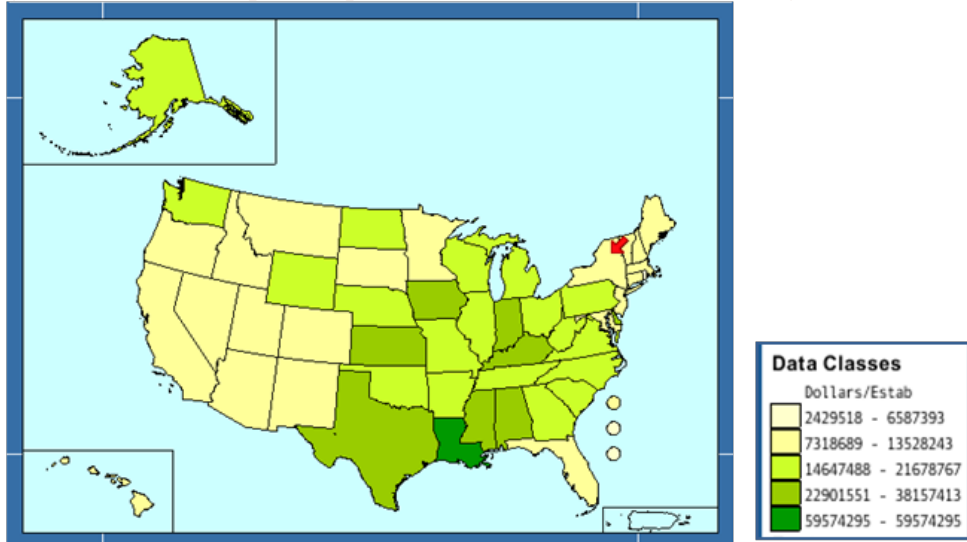 Data Classes
Dollars/Estab
2429518 - 6587393
7318689 - 13528243
14647488 - 21678767
22901551 - 38157413
59574295 - 59574295